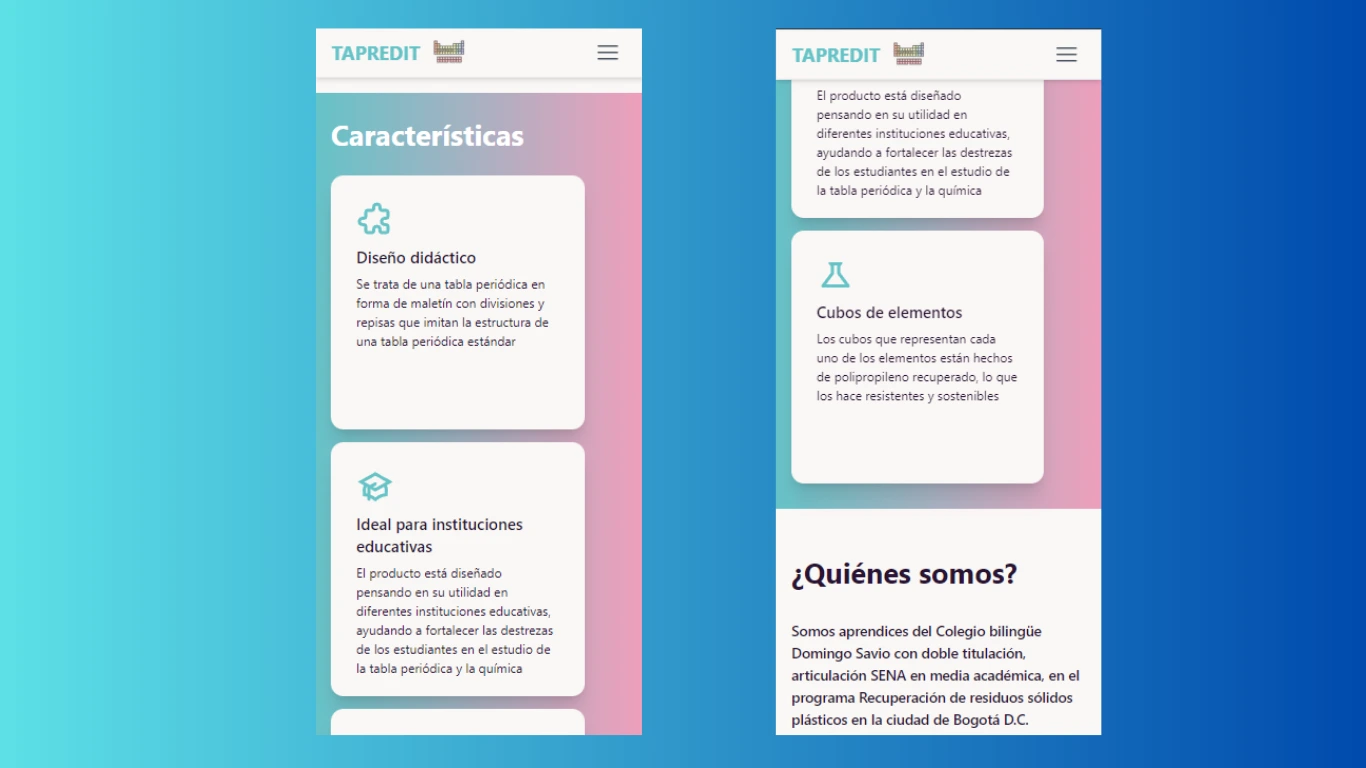 TAPREDIT
Características
Diseño didáctico
Se trata de una tabla periódica en
forma de maletín con divisiones y
repisas que imitan la estructura de
una tabla periódica estándar
Ideal para instituciones
educativas
El producto está diseñado
pensando en su utilidad en
diferentes instituciones educativas,
ayudando a fortalecer las destrezas
de los estudiantes en el estudio de
la tabla periódica y la química
TAPREDIT
El producto está diseñado
pensando en su utilidad en
diferentes instituciones educativas,
ayudando a fortalecer las destrezas
de los estudiantes en el estudio de
la tabla periódica y la química
Cubos de elementos
Los cubos que representan cada
uno de los elementos están hechos
de polipropileno recuperado, lo que
los hace resistentes y sostenibles
¿Quiénes somos?
Somos aprendices del Colegio bilingüe
Domingo Savio con doble titulación,
articulación SENA en media académica, en el
programa Recuperación de residuos sólidos
plásticos en la ciudad de Bogotá D.C.